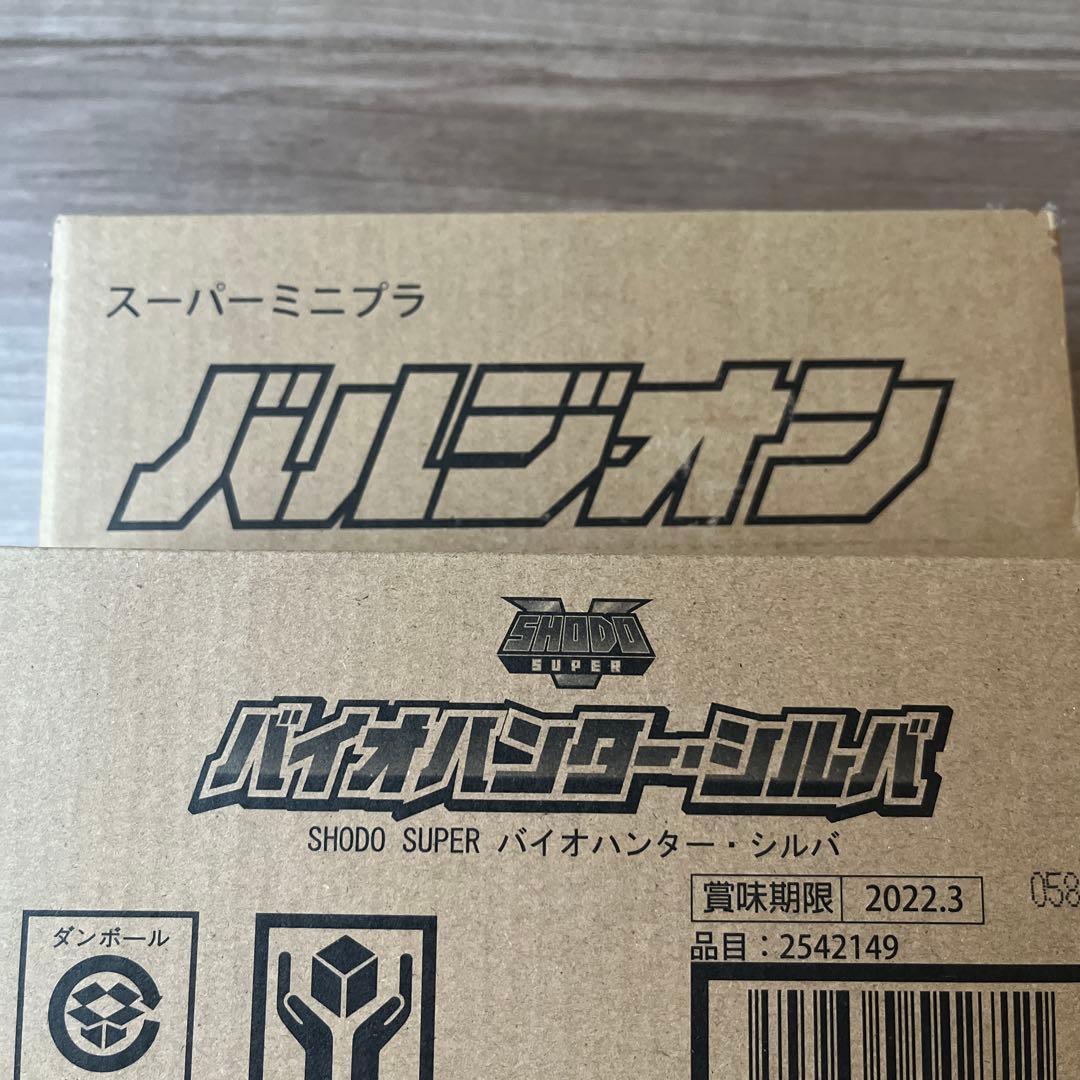 スーパーミニプラ
バルジオン
SHODO
SUPER
バイオハンター・シルバ
SHODO SUPER バイオハンター・シルバ
賞味期限 2022.3
058
品目：2542149
ダンボール